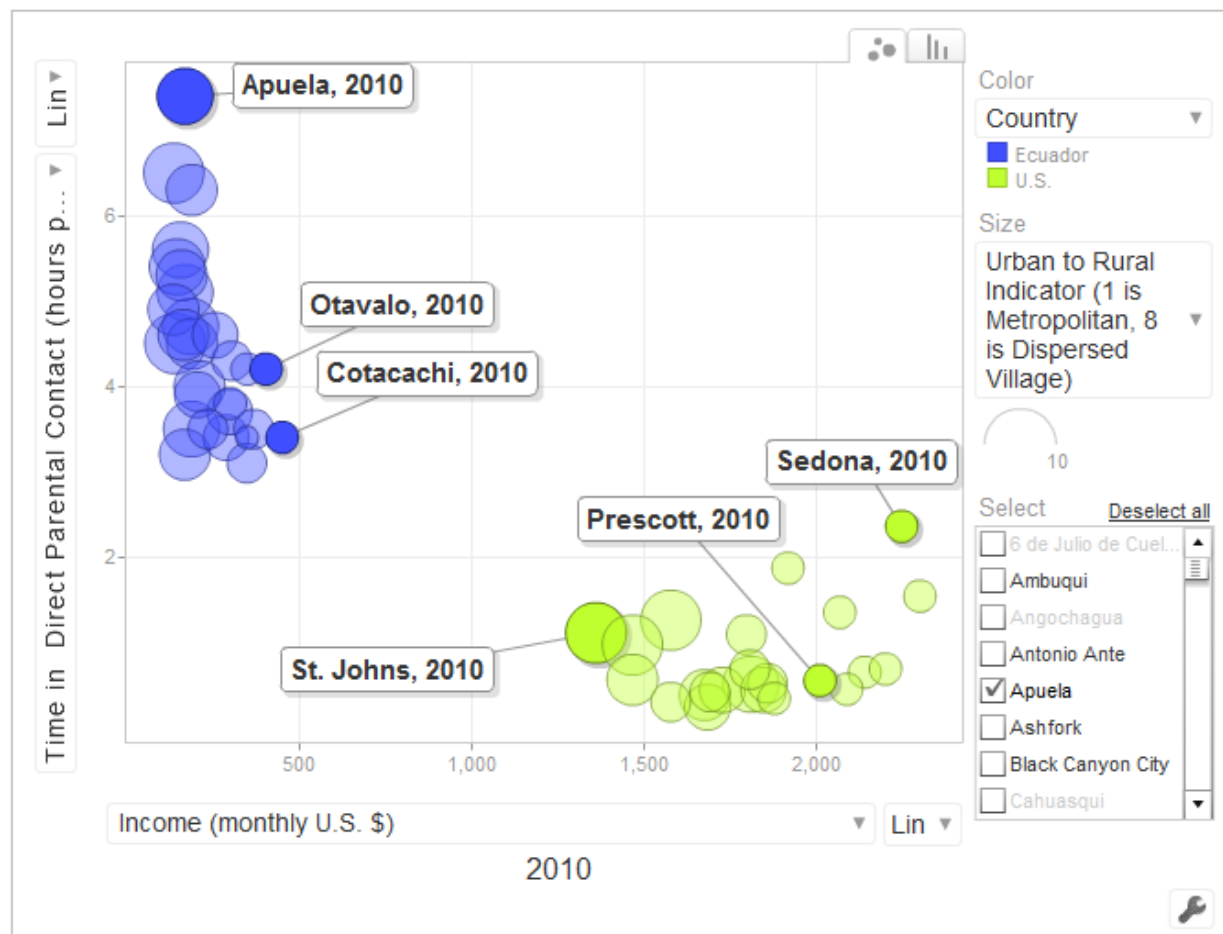 Lin
Time in Direct Parental Contact (hours p...
Apuela, 2010
Otavalo, 2010
Cotacachi, 2010
Sedona, 2010
Prescott, 2010
St. Johns, 2010
6
4
2
500
1,000
1,500
2,000
Income (monthly U.S. $)
Lin
2010
Color
Country
Ecuador
U.S.
Size
Urban to Rural
Indicator (1 is
Metropolitan, 8
is Dispersed
Village)
10
Select
Deselect all
6 de Julio de Cuel...
Ambuqui
Angochagua
Antonio Ante
Apuela
Ashfork
Black Canyon City
Cahuasqui